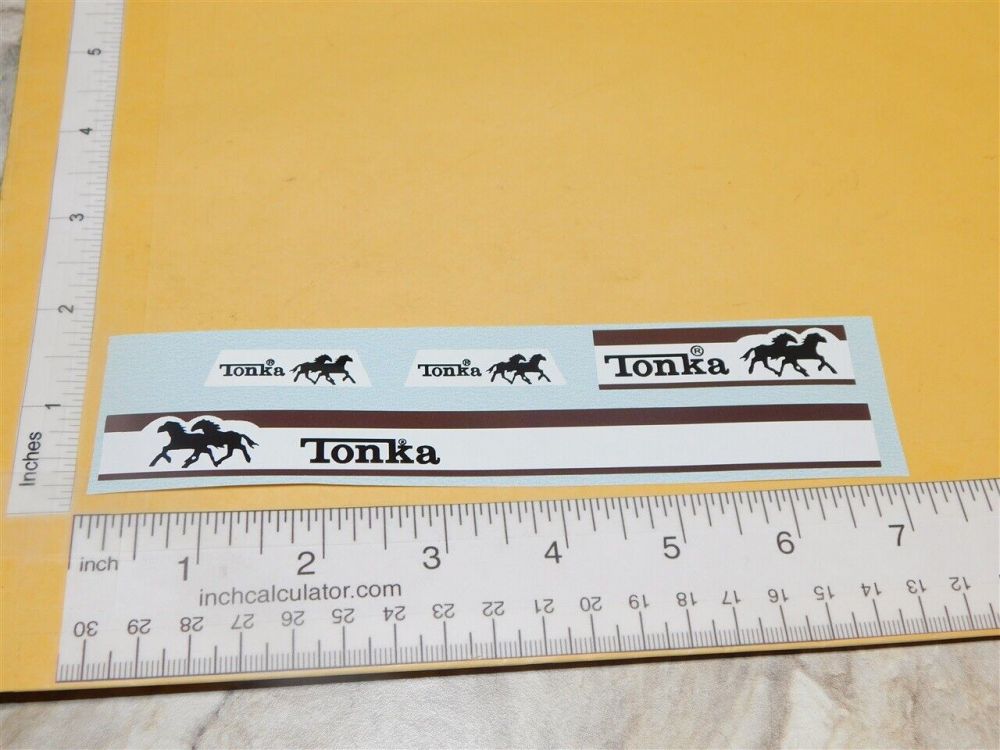 5
4
3
2
1
Inches
Tonka®
Tonka®
Tonka®
Tonka®
inch 1 2 3 4 5 6 7
inchcalculator.com
30 29 28 27 26 25 24 23 22 21 20 19 18 17 16 15 14 13 12